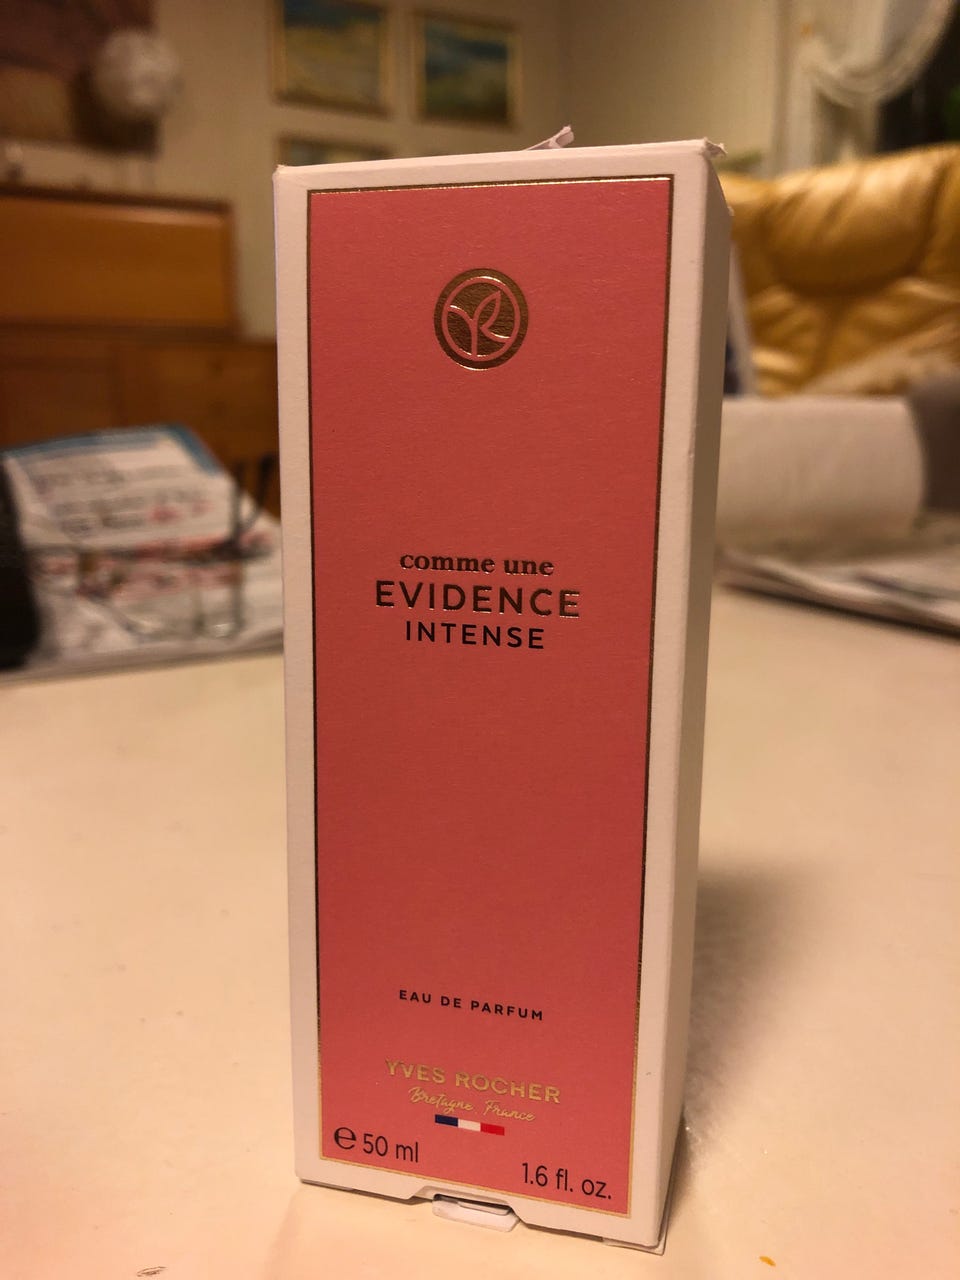 comme une
EVIDENCE
INTENSE
EAU DE PARFUM
YVES ROCHER
Bretagne, France
℮ 50 ml
1.6 fl. oz.